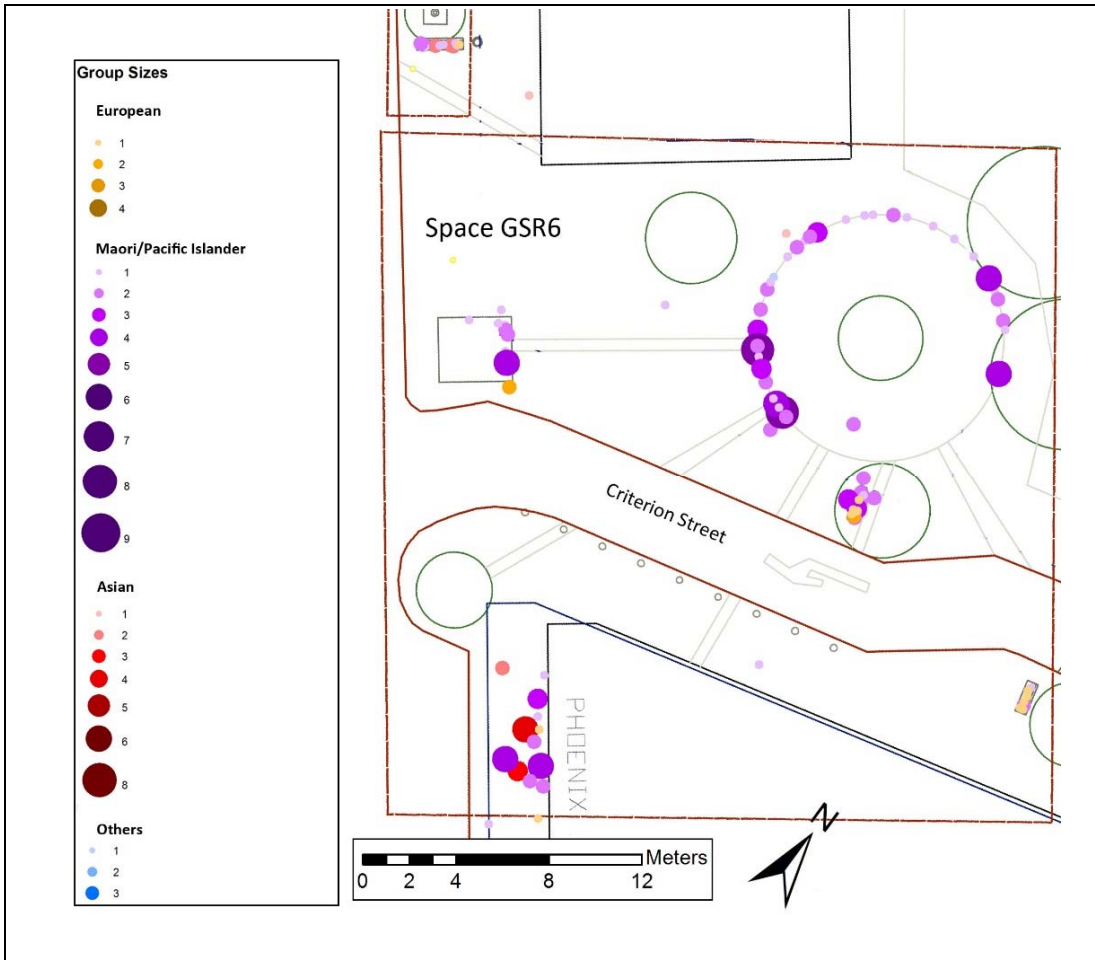 Group Sizes
European
1
2
3
4
Maori/Pacific Islander
1
2
3
4
5
6
7
8
9
Asian
1
2
3
4
5
6
8
Others
1
2
3
Space GSR6
Criterion Street
PHOENIX
N
Meters
0 2 4 8 12